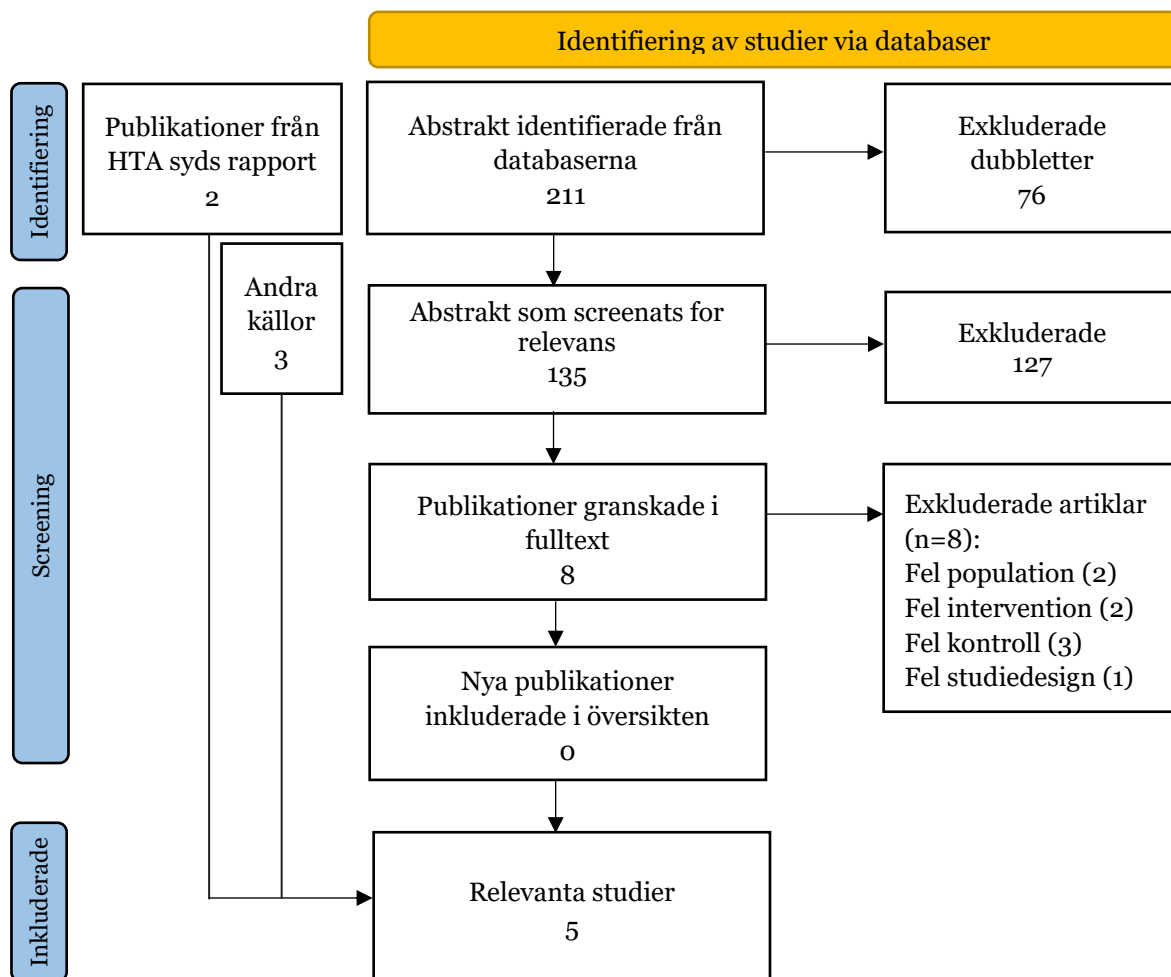 Identifiering av studier via databaser
Identifiering
Publikationer från
HTA syds rapport
2
Abstrakt identifierade från
databaserna
211
Exkluderade
dubbletter
76
Andra
källor
3
Screening
Abstrakt som screenats for
relevans
135
Exkluderade
127
Publikationer granskade i
fulltext
8
Exkluderade artiklar
(n=8):
Fel population (2)
Fel intervention (2)
Fel kontroll (3)
Fel studiedesign (1)
Nya publikationer
inkluderade i översikten
0
Inkluderade
Relevanta studier
5